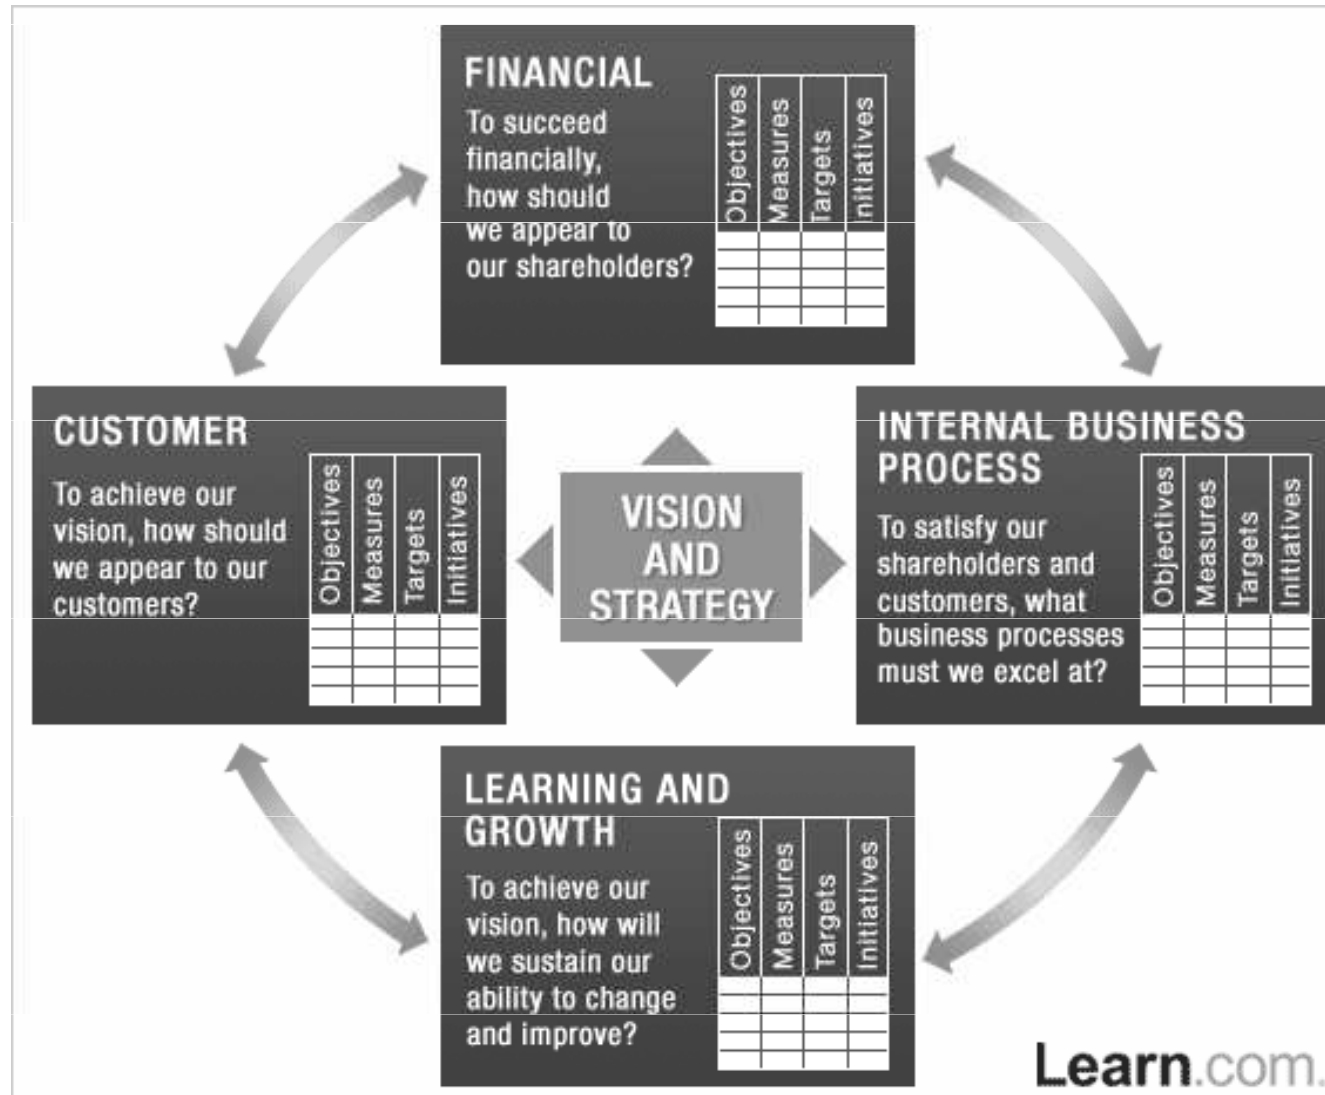 FINANCIAL
To succeed
financially,
how should
we appear to
our shareholders?
Objectives
Measures
Targets
Initiatives
CUSTOMER
To achieve our
vision, how should
we appear to our
customers?
Objectives
Measures
Targets
Initiatives
VISION
AND
STRATEGY
INTERNAL BUSINESS
PROCESS
To satisfy our
shareholders and
customers, what
business processes
must we excel at?
Objectives
Measures
Targets
Initiatives
LEARNING AND
GROWTH
To achieve our
vision, how will
we sustain our
ability to change
and improve?
Objectives
Measures
Targets
Initiatives
Learn.com.